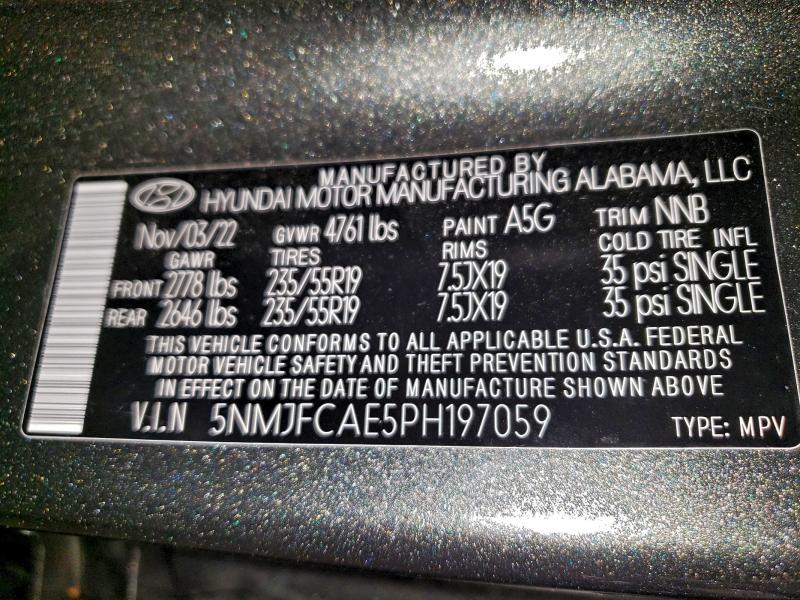 MANUFACTURED BY
HYUNDAI MOTOR MANUFACTURING ALABAMA, LLC
Nov/03/22 GVWR 4761 lbs PAINT A5G TRIM NNB
GAWR TIRES RIMS COLD TIRE INFL
FRONT 2778 lbs 235/55R19 7.5JX19 35 psi SINGLE
REAR 2646 lbs 235/55R19 7.5JX19 35 psi SINGLE
THIS VEHICLE CONFORMS TO ALL APPLICABLE U.S.A. FEDERAL
MOTOR VEHICLE SAFETY AND THEFT PREVENTION STANDARDS
IN EFFECT ON THE DATE OF MANUFACTURE SHOWN ABOVE
V.I.N 5NMJFCAE5PH197059 TYPE: MPV